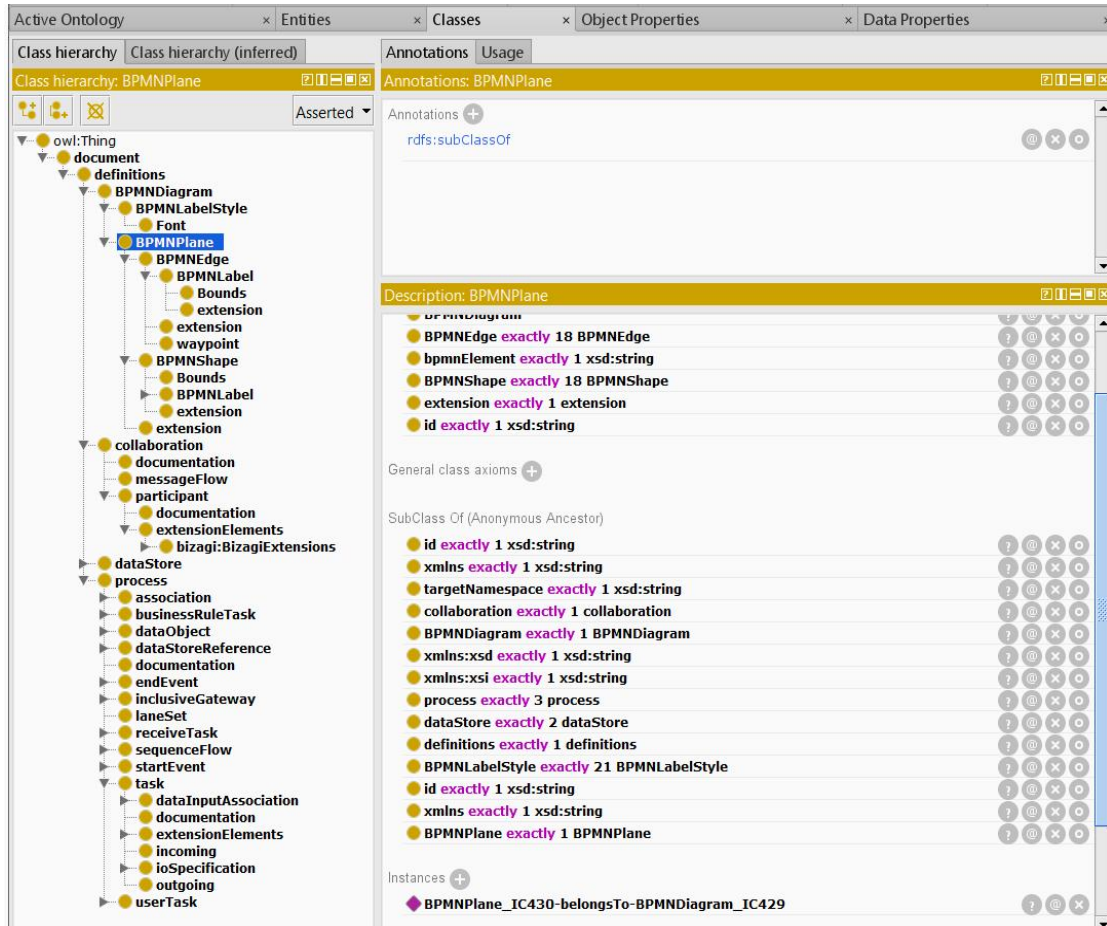 Active Ontology × Entities × Classes × Object Properties × Data Properties ×
Class hierarchy Class hierarchy (inferred)
Class hierarchy: BPMNPlane
Asserted
owl:Thing
document
definitions
BPMNDiagram
BPMNLabelStyle
Font
BPMNPlane
BPMNEdge
BPMNLabel
Bounds
extension
extension
waypoint
BPMNShape
Bounds
BPMNLabel
extension
extension
collaboration
documentation
messageFlow
participant
documentation
extensionElements
bizagi:BizagiExtensions
dataStore
process
association
businessRuleTask
dataObject
dataStoreReference
documentation
endEvent
inclusiveGateway
laneSet
receiveTask
sequenceFlow
startEvent
task
dataInputAssociation
documentation
extensionElements
incoming
ioSpecification
outgoing
userTask
Annotations Usage
Annotations: BPMNPlane
Annotations
rdfs:subClassOf
Description: BPMNPlane
BPMNDiagram
BPMNEdge exactly 18 BPMNEdge
bpmnElement exactly 1 xsd:string
BPMNShape exactly 18 BPMNShape
extension exactly 1 extension
id exactly 1 xsd:string
General class axioms
SubClass Of (Anonymous Ancestor)
id exactly 1 xsd:string
xmlns exactly 1 xsd:string
targetNamespace exactly 1 xsd:string
collaboration exactly 1 collaboration
BPMNDiagram exactly 1 BPMNDiagram
xmlns:xsd exactly 1 xsd:string
xmlns:xsi exactly 1 xsd:string
process exactly 3 process
dataStore exactly 2 dataStore
definitions exactly 1 definitions
BPMNLabelStyle exactly 21 BPMNLabelStyle
id exactly 1 xsd:string
xmlns exactly 1 xsd:string
BPMNPlane exactly 1 BPMNPlane
Instances
BPMNPlane_IC430-belongsTo-BPMNDiagram_IC429